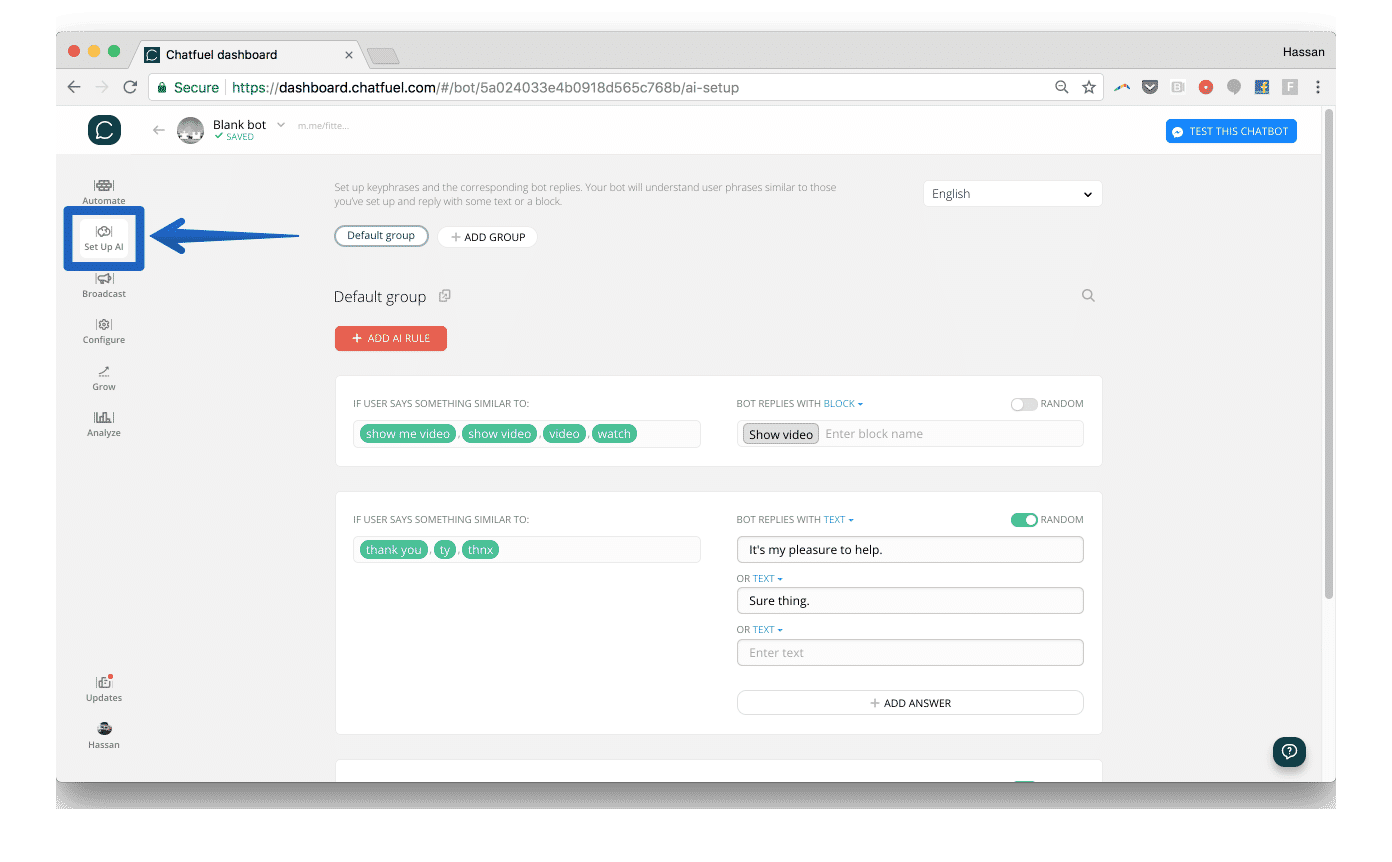 Chatfuel dashboard
Hassan
Secure https://dashboard.chatfuel.com/#/bot/5a024033e4b0918d565c768b/ai-setup
Blank bot
SAVED
m.me/fitte...
TEST THIS CHATBOT
Automate
Set Up AI
Broadcast
Configure
Grow
Analyze
Updates
Hassan
Set up keyphrases and the corresponding bot replies. Your bot will understand user phrases similar to those
you've set up and reply with some text or a block.
English
Default group
+ ADD GROUP
Default group
+ ADD AI RULE
IF USER SAYS SOMETHING SIMILAR TO:
show me video, show video, video, watch
BOT REPLIES WITH BLOCK
RANDOM
Show video Enter block name
IF USER SAYS SOMETHING SIMILAR TO:
thank you, ty, thnx
BOT REPLIES WITH TEXT
RANDOM
It's my pleasure to help.
OR TEXT
Sure thing.
OR TEXT
Enter text
+ ADD ANSWER